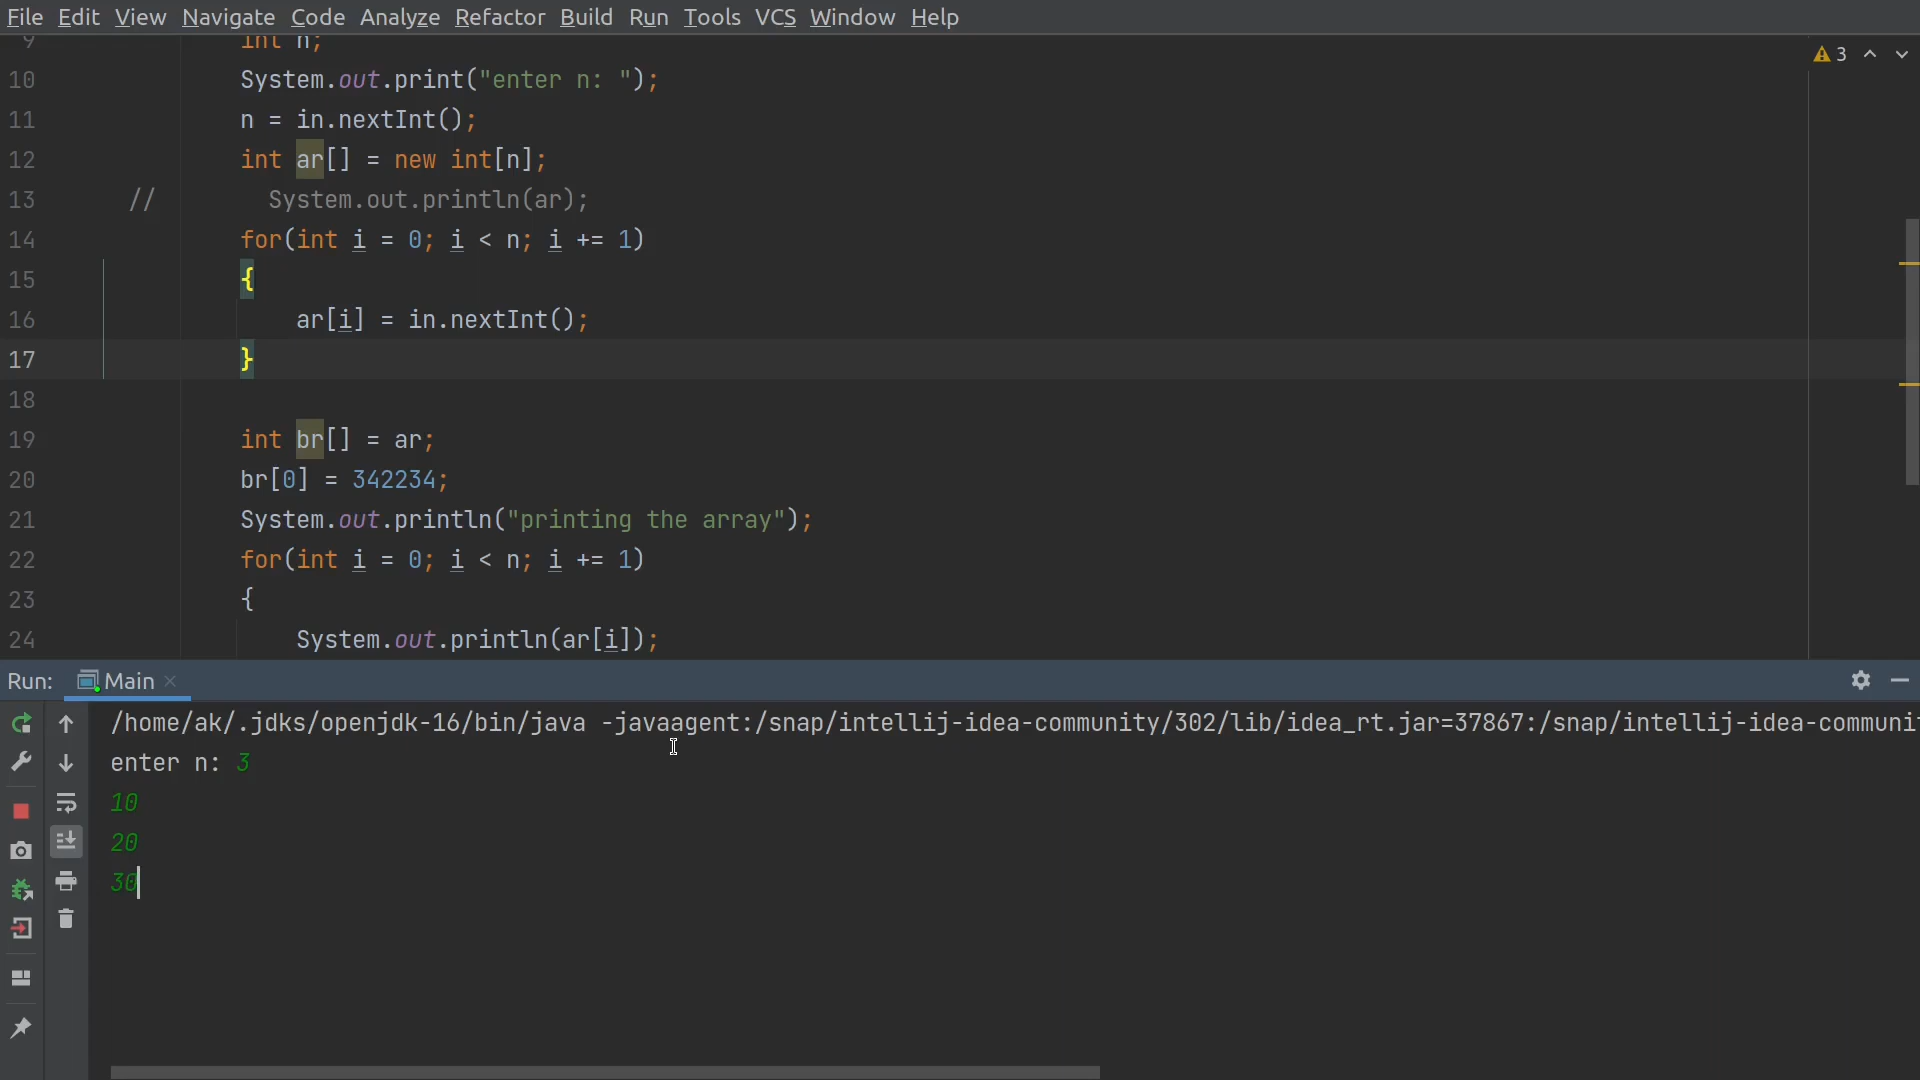 File Edit View Navigate Code Analyze Refactor Build Run Tools VCS Window Help
9 int n;
3
10 System.out.print("enter n: ");
11 n = in.nextInt();
12 int ar[] = new int[n];
13 // System.out.println(ar);
14 for(int i = 0; i < n; i += 1)
15 {
16 ar[i] = in.nextInt();
17 }
18
19 int br[] = ar;
20 br[0] = 342234;
21 System.out.println("printing the array");
22 for(int i = 0; i < n; i += 1)
23 {
24 System.out.println(ar[i]);
Run: Main
/home/ak/.jdks/openjdk-16/bin/java -javaagent:/snap/intellij-idea-community/302/lib/idea_rt.jar=37867:/snap/intellij-idea-communi
enter n: 3
10
20
30